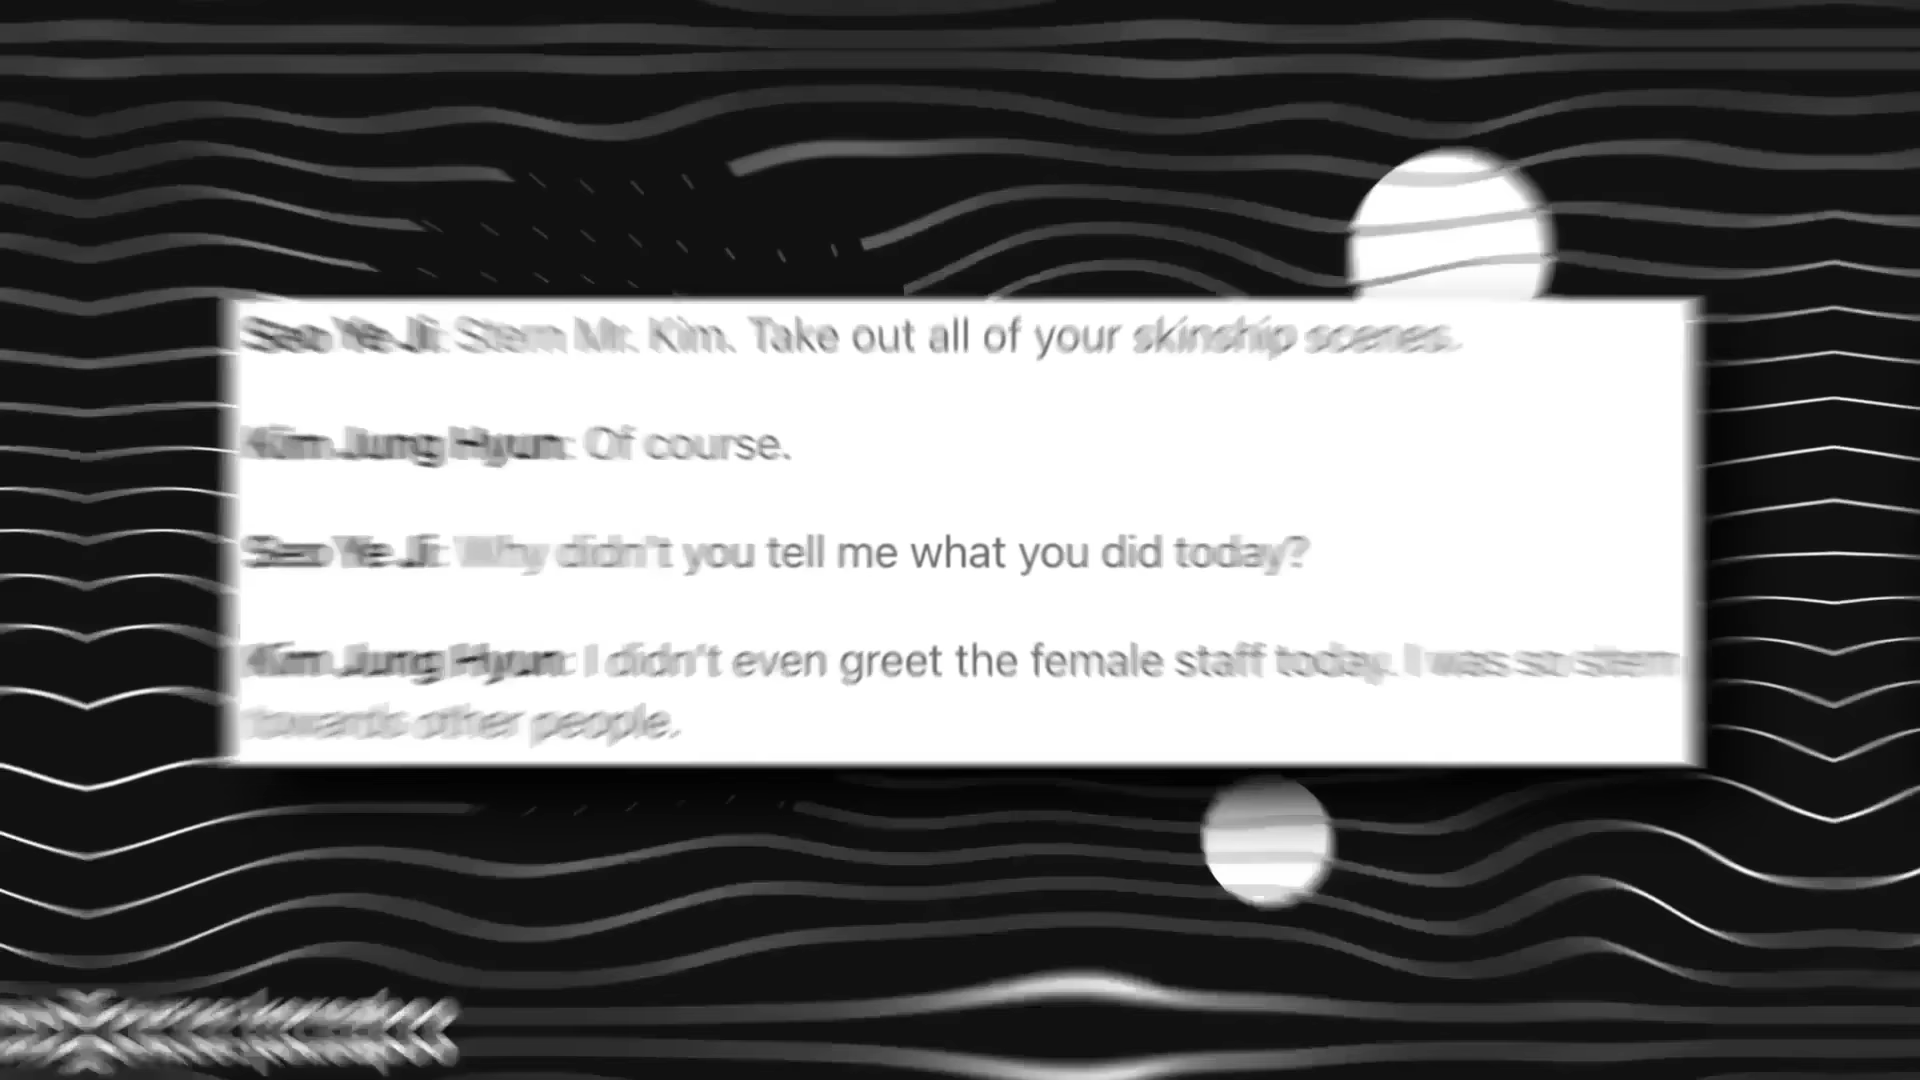 Seo Ye Ji: Stern Mr. Kim. Take out all of your skinship scenes.
Kim Jung Hyun: Of course.
Seo Ye Ji: Why didn't you tell me what you did today?
Kim Jung Hyun: I didn't even greet the female staff today. I was so stern
towards other people.